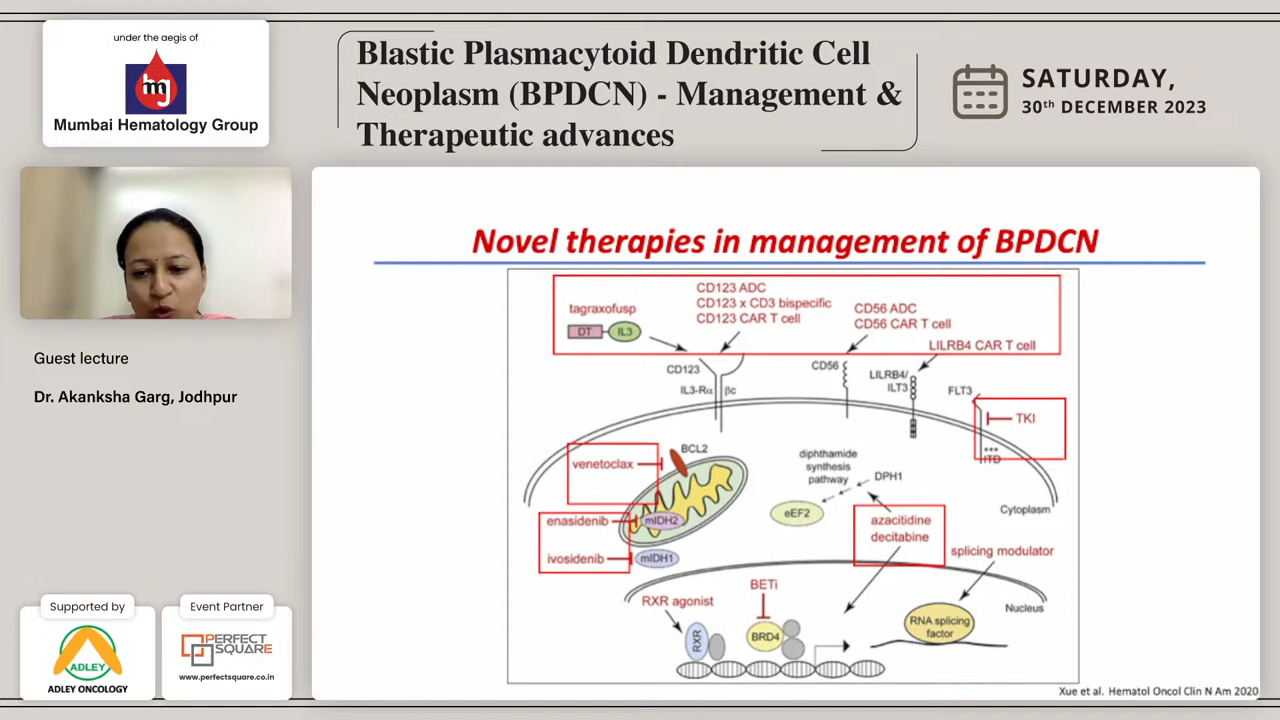 under the aegis of
hmg
Mumbai Hematology Group
Blastic Plasmacytoid Dendritic Cell
Neoplasm (BPDCN) - Management &
Therapeutic advances
SATURDAY,
30th DECEMBER 2023
Guest lecture
Dr. Akanksha Garg, Jodhpur
Supported by
ADLEY
ADLEY ONCOLOGY
Event Partner
PERFECT
SQUARE
www.perfectsquare.co.in
Novel therapies in management of BPDCN
tagraxofusp
DT
IL3
CD123 ADC
CD123 x CD3 bispecific
CD123 CAR T cell
CD56 ADC
CD56 CAR T cell
LILRB4 CAR T cell
CD123
IL3-Rα
βc
CD56
LILRB4/
ILT3
FLT3
TKI
ITD
venetoclax
BCL2
enasidenib
mIDH2
ivosidenib
mIDH1
diphthamide
synthesis
pathway
DPH1
eEF2
azacitidine
decitabine
Cytoplasm
splicing modulator
RXR agonist
RXR
BETi
BRD4
RNA splicing
factor
Nucleus
Xue et al. Hematol Oncol Clin N Am 2020